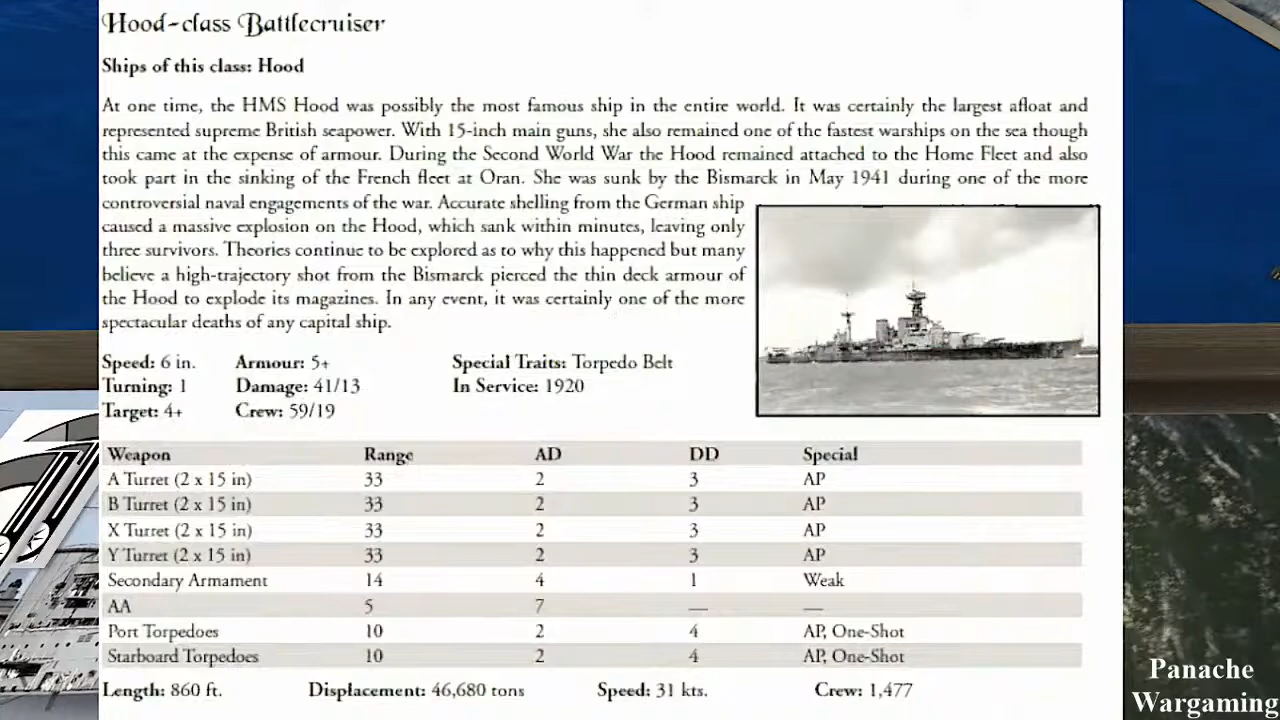 Hood-class Battlecruiser
Ships of this class: Hood
At one time, the HMS Hood was possibly the most famous ship in the entire world. It was certainly the largest afloat and
represented supreme British seapower. With 15-inch main guns, she also remained one of the fastest warships on the sea though
this came at the expense of armour. During the Second World War the Hood remained attached to the Home Fleet and also
took part in the sinking of the French fleet at Oran. She was sunk by the Bismarck in May 1941 during one of the more
controversial naval engagements of the war. Accurate shelling from the German ship
caused a massive explosion on the Hood, which sank within minutes, leaving only
three survivors. Theories continue to be explored as to why this happened but many
believe a high-trajectory shot from the Bismarck pierced the thin deck armour of
the Hood to explode its magazines. In any event, it was certainly one of the more
spectacular deaths of any capital ship.
Speed: 6 in. Armour: 5+ Special Traits: Torpedo Belt
Turning: 1 Damage: 41/13 In Service: 1920
Target: 4+ Crew: 59/19
Weapon Range AD DD Special
A Turret (2 x 15 in) 33 2 3 AP
B Turret (2 x 15 in) 33 2 3 AP
X Turret (2 x 15 in) 33 2 3 AP
Y Turret (2 x 15 in) 33 2 3 AP
Secondary Armament 14 4 1 Weak
AA 5 7 — —
Port Torpedoes 10 2 4 AP, One-Shot
Starboard Torpedoes 10 2 4 AP, One-Shot
Length: 860 ft. Displacement: 46,680 tons Speed: 31 kts. Crew: 1,477
Panache
Wargaming